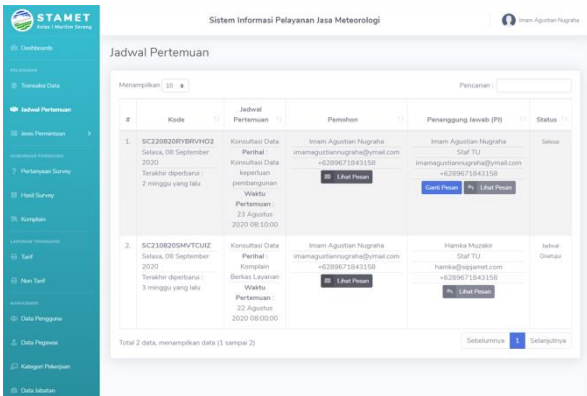 STAMET
Kelas I Maritim Serang
Sistem Informasi Pelayanan Jasa Meteorologi
Imam Agustian Nugraha
Dashboards
Jadwal Pertemuan
Transaksi Data
Menampilkan 10
Pencarian :
Jadwal Pertemuan
Jenis Permintaan
# Kode Jadwal Pertemuan Pemohon Penanggung Jawab (PJ) Status
Pertanyaan Survey
Hasil Survey
Komplain
Tarif
Non Tarif
Data Pengguna
Data Pegawai
Kategori Pekerjaan
Data Jabatan
1.
SC220820RYBRVHO2
Selasa, 08 September
2020
Terakhir diperbarui :
2 minggu yang lalu
Konsultasi Data
Perihal :
Konsultasi Data
keperluan
pembangunan
Waktu
Pertemuan :
23 Agustus
2020 08:10:00
Imam Agustian Nugraha
imamagustiannugraha@ymail.com
+6289671843158
Lihat Pesan
Imam Agustian Nugraha
Staf TU
imamagustiannugraha@ymail.com
+6289671843158
Ganti Pesan Lihat Pesan
Selesai
2.
SC210820SMVTCUIZ
Selasa, 08 September
2020
Terakhir diperbarui :
3 minggu yang lalu
Konsultasi Data
Perihal :
Komplain
Berkas Layanan
Waktu
Pertemuan :
22 Agustus
2020 08:00:00
Imam Agustian Nugraha
imamagustiannugraha@ymail.com
+6289671843158
Lihat Pesan
Hamka Muzakir
Staf TU
hamka@sipjamet.com
+6289671843158
Lihat Pesan
Jadwal
Disetujui
Total 2 data, menampilkan data (1 sampai 2)
Sebelumnya 1 Selanjutnya